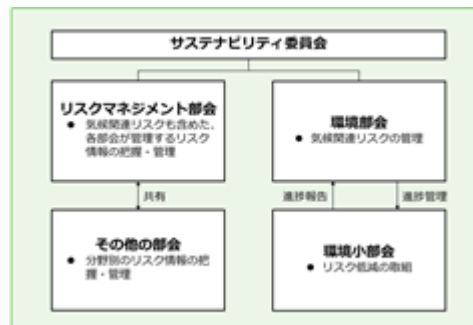 サステナビリティ委員会
リスクマネジメント部会
● 気候関連リスクも含めた、
各部会が管理するリスク
情報の把握・管理
環境部会
● 気候関連リスクの管理
共有
進捗報告
進捗管理
その他の部会
● 分野別のリスク情報の把
握・管理
環境小部会
● リスク低減の取組